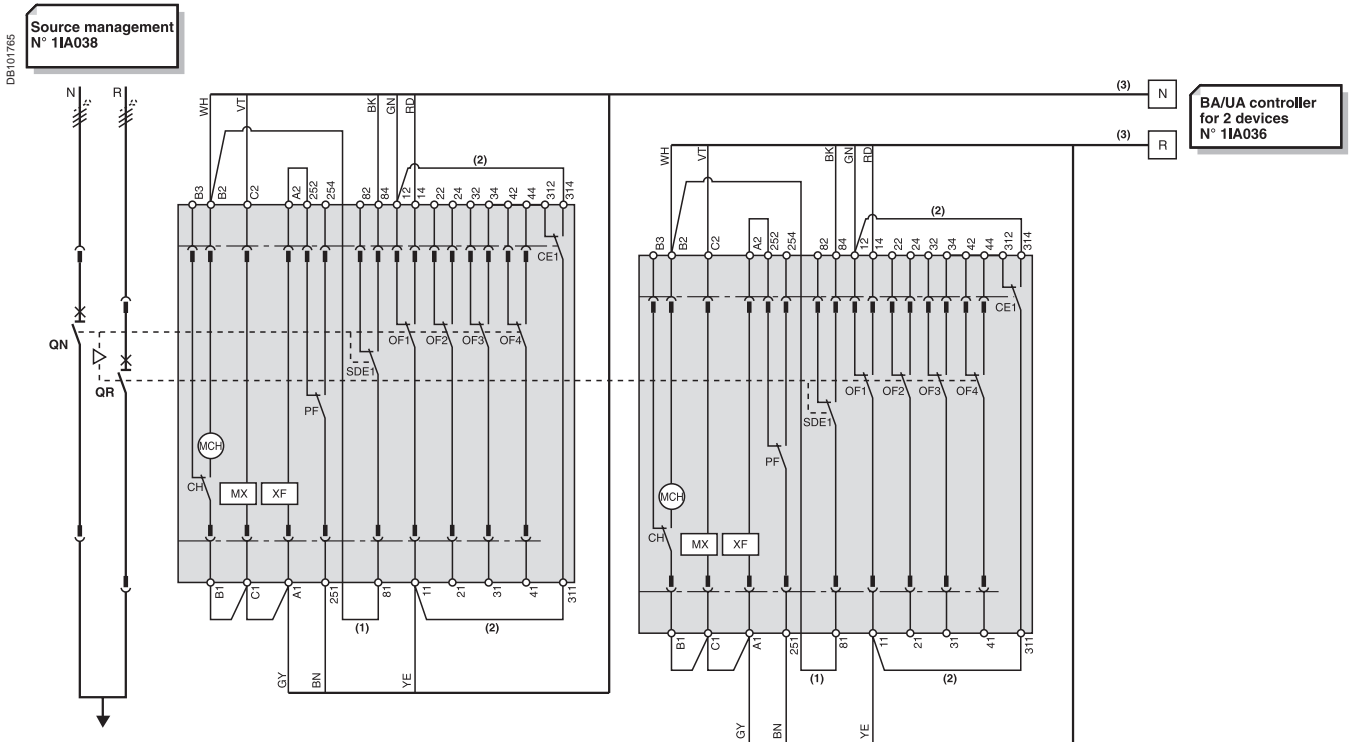 DB101765
Source management
N° 1IA038
N
R
WH
VT
BK
GN
RD
(3)
N
BA/UA controller
for 2 devices
N° 1IA036
(3)
R
(2)
B3
B2
C2
A2
252
254
82
84
12
14
22
24
32
34
42
44
312
314
CE1
QN
QR
OF1
OF2
OF3
OF4
SDE1
PF
MCH
CH
MX
XF
B1
C1
A1
251
81
11
21
31
41
311
(1)
(2)
GY
BN
YE
WH
VT
BK
GN
RD
(2)
B3
B2
C2
A2
252
254
82
84
12
14
22
24
32
34
42
44
312
314
CE1
OF1
OF2
OF3
OF4
SDE1
PF
MCH
CH
MX
XF
B1
C1
A1
251
81
11
21
31
41
311
(1)
(2)
GY
BN
YE